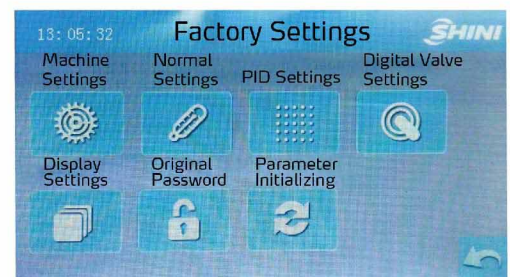 13:05:32
Factory Settings
SHINI
Machine
Settings
Normal
Settings
PID Settings
Digital Valve
Settings
Display
Settings
Original
Password
Parameter
Initializing